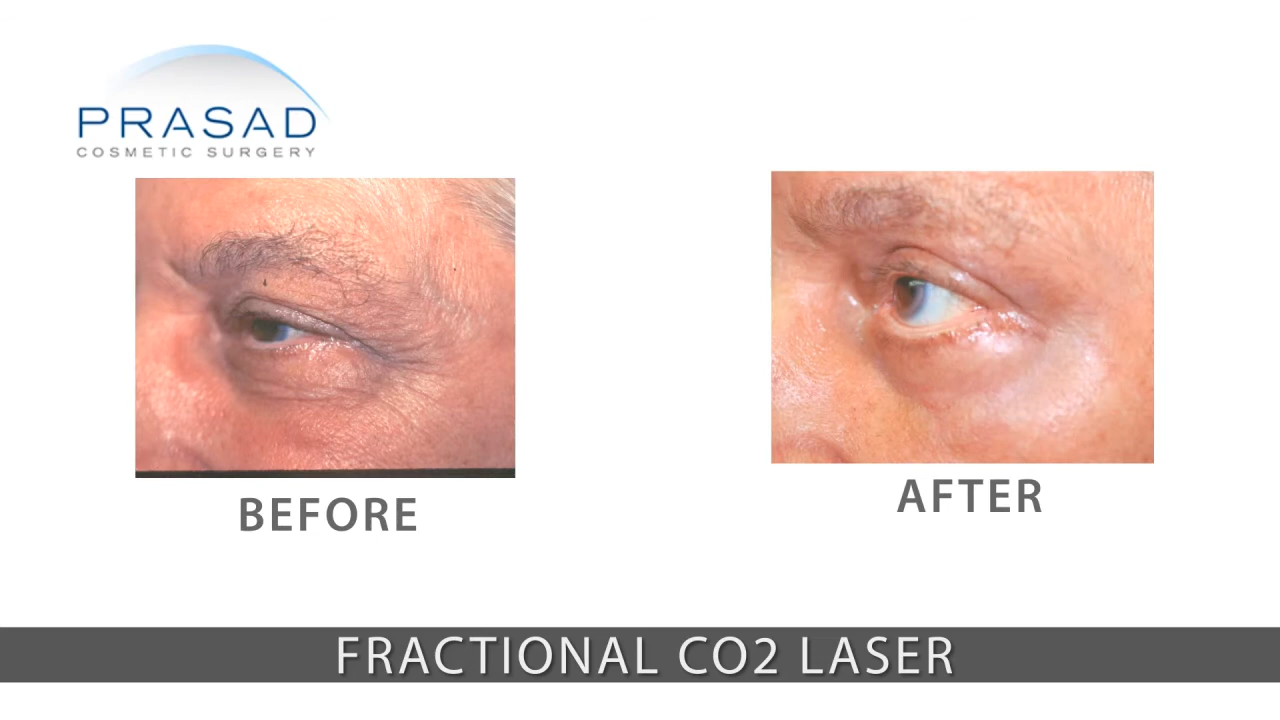 PRASAD
COSMETIC SURGERY
BEFORE
AFTER
FRACTIONAL CO2 LASER